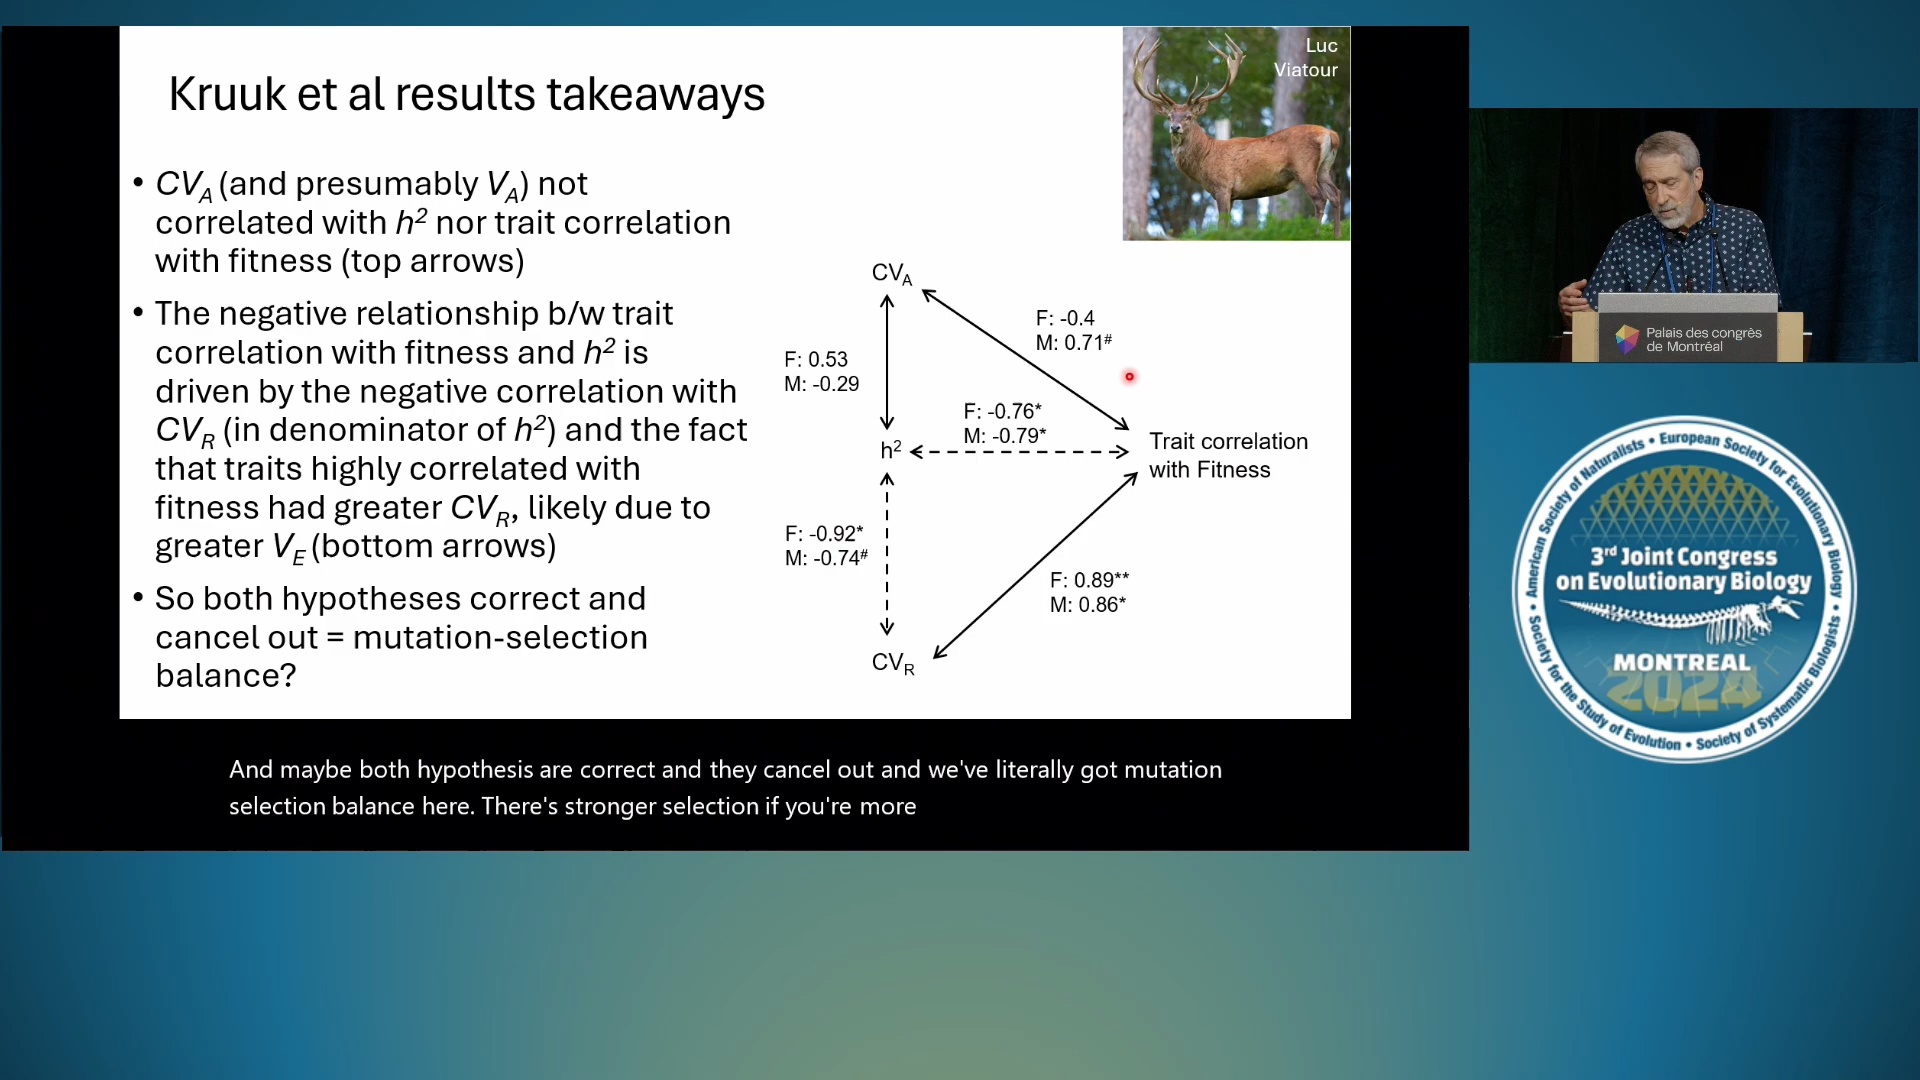 Kruuk et al results takeaways
Luc
Viatour
• CVA (and presumably VA) not
correlated with h² nor trait correlation
with fitness (top arrows)
• The negative relationship b/w trait
correlation with fitness and h² is
driven by the negative correlation with
CVR (in denominator of h²) and the fact
that traits highly correlated with
fitness had greater CVR, likely due to
greater VE (bottom arrows)
• So both hypotheses correct and
cancel out = mutation-selection
balance?
CVA
F: -0.4
M: 0.71#
F: 0.53
M: -0.29
F: -0.76*
M: -0.79*
h²
Trait correlation
with Fitness
F: -0.92*
M: -0.74#
F: 0.89**
M: 0.86*
CVR
And maybe both hypothesis are correct and they cancel out and we've literally got mutation
selection balance here. There's stronger selection if you're more
Palais des congrès
de Montréal
American Society of Naturalists • European Society for Evolutionary Biology •
Society for the Study of Evolution • Society of Systematic Biologists •
3rd Joint Congress
on Evolutionary Biology
MONTREAL
2024